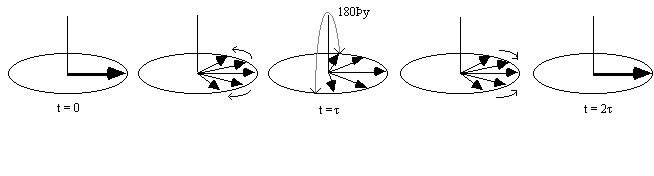 180Þy
t = 0
t = τ
t = 2τ